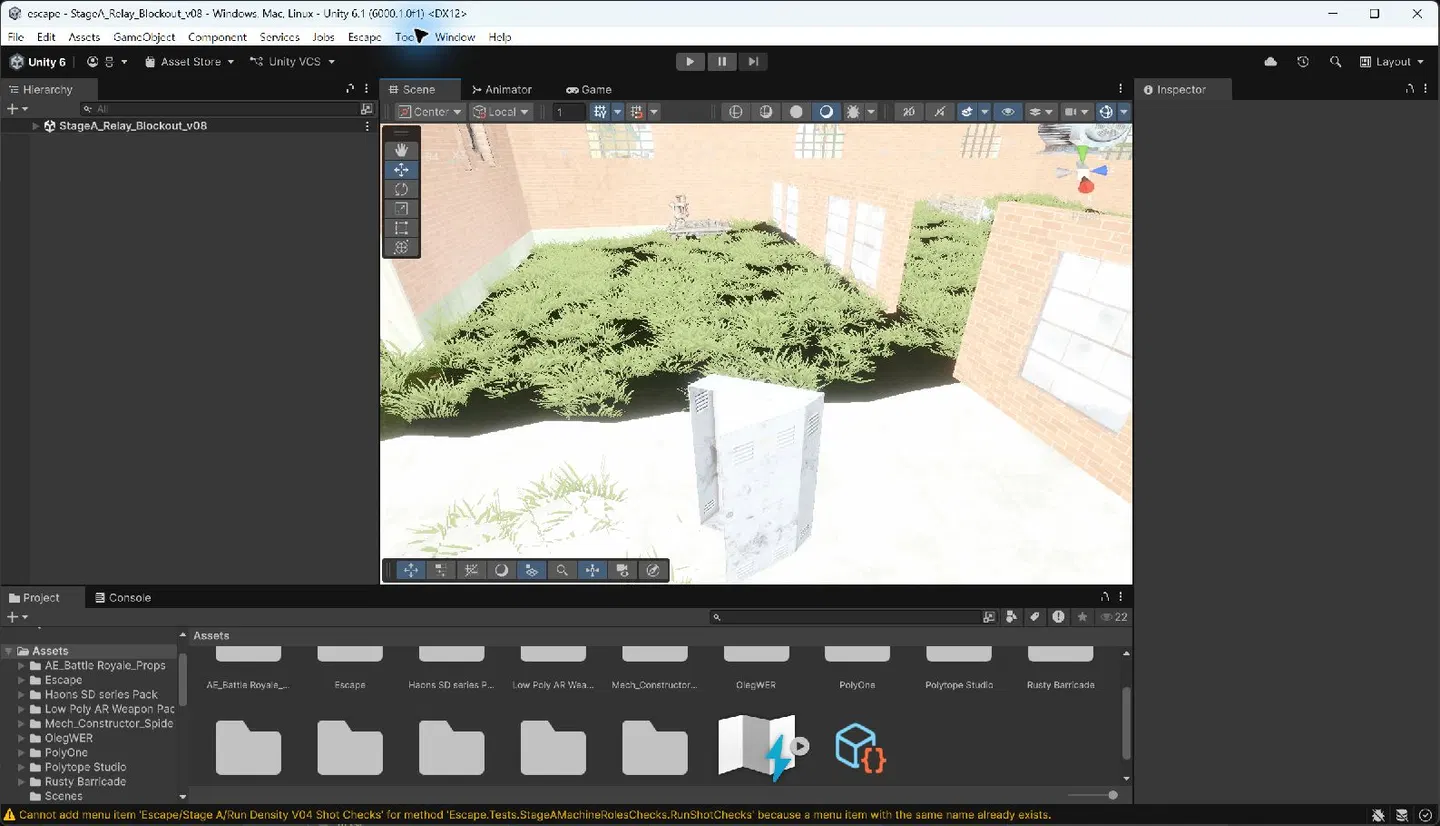 escape - StageA_Relay_Blockout_v08 - Windows, Mac, Linux - Unity 6.1 (6000.1.0f1) <DX12>
File Edit Assets GameObject Component Services Jobs Escape Window Help
Unity 6 Asset Store Unity VCS Layout
Hierarchy Scene Animator Game Inspector
All Center Local 1 2D
StageA_Relay_Blockout_v08
Project Console
22
Assets Assets
AE_Battle Royale_Props
Escape
Haons SD series Pack
Low Poly AR Weapon Pac
Mech_Constructor_Spide
OlegWER
PolyOne
Polytope Studio
Rusty Barricade
Scenes
AE_Battle Royale_... Escape Haons SD series P... Low Poly AR Wea... Mech_Constructor... OlegWER PolyOne Polytope Studio Rusty Barricade
Cannot add menu item 'Escape/Stage A/Run Density V04 Shot Checks' for method 'Escape.Tests.StageAMachineRolesChecks.RunShotChecks' because a menu item with the same name already exists.